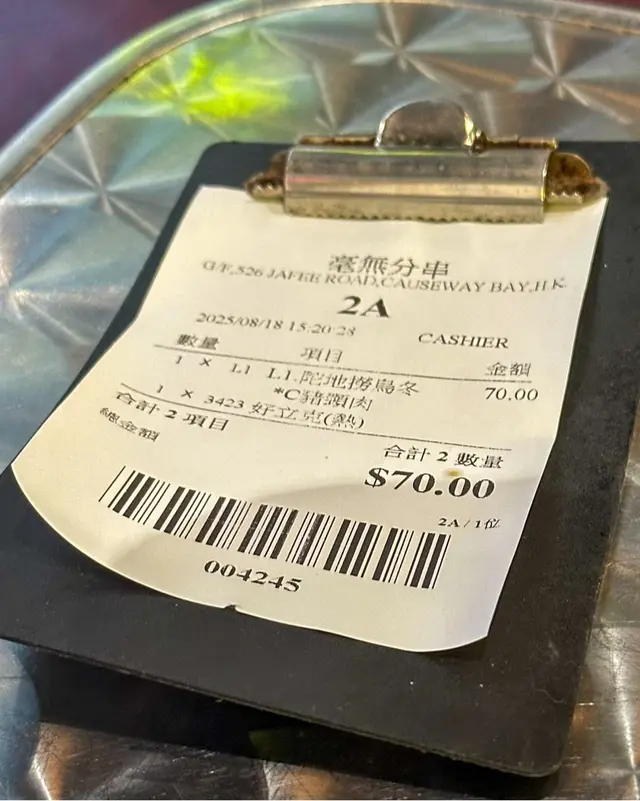 毫無分串
G/F,526 JAFEE ROAD,CAUSEWAY BAY,H.K.
2A
2025/08/18 15:20:28 CASHIER
數量 項目 金額
1 X L1 L1.陀地撈烏冬 70.00
*C豬頸肉
1 X 3423 好立克(熱)
合計 2 項目 合計 2 數量
總金額 $70.00
2A / 1位
004245